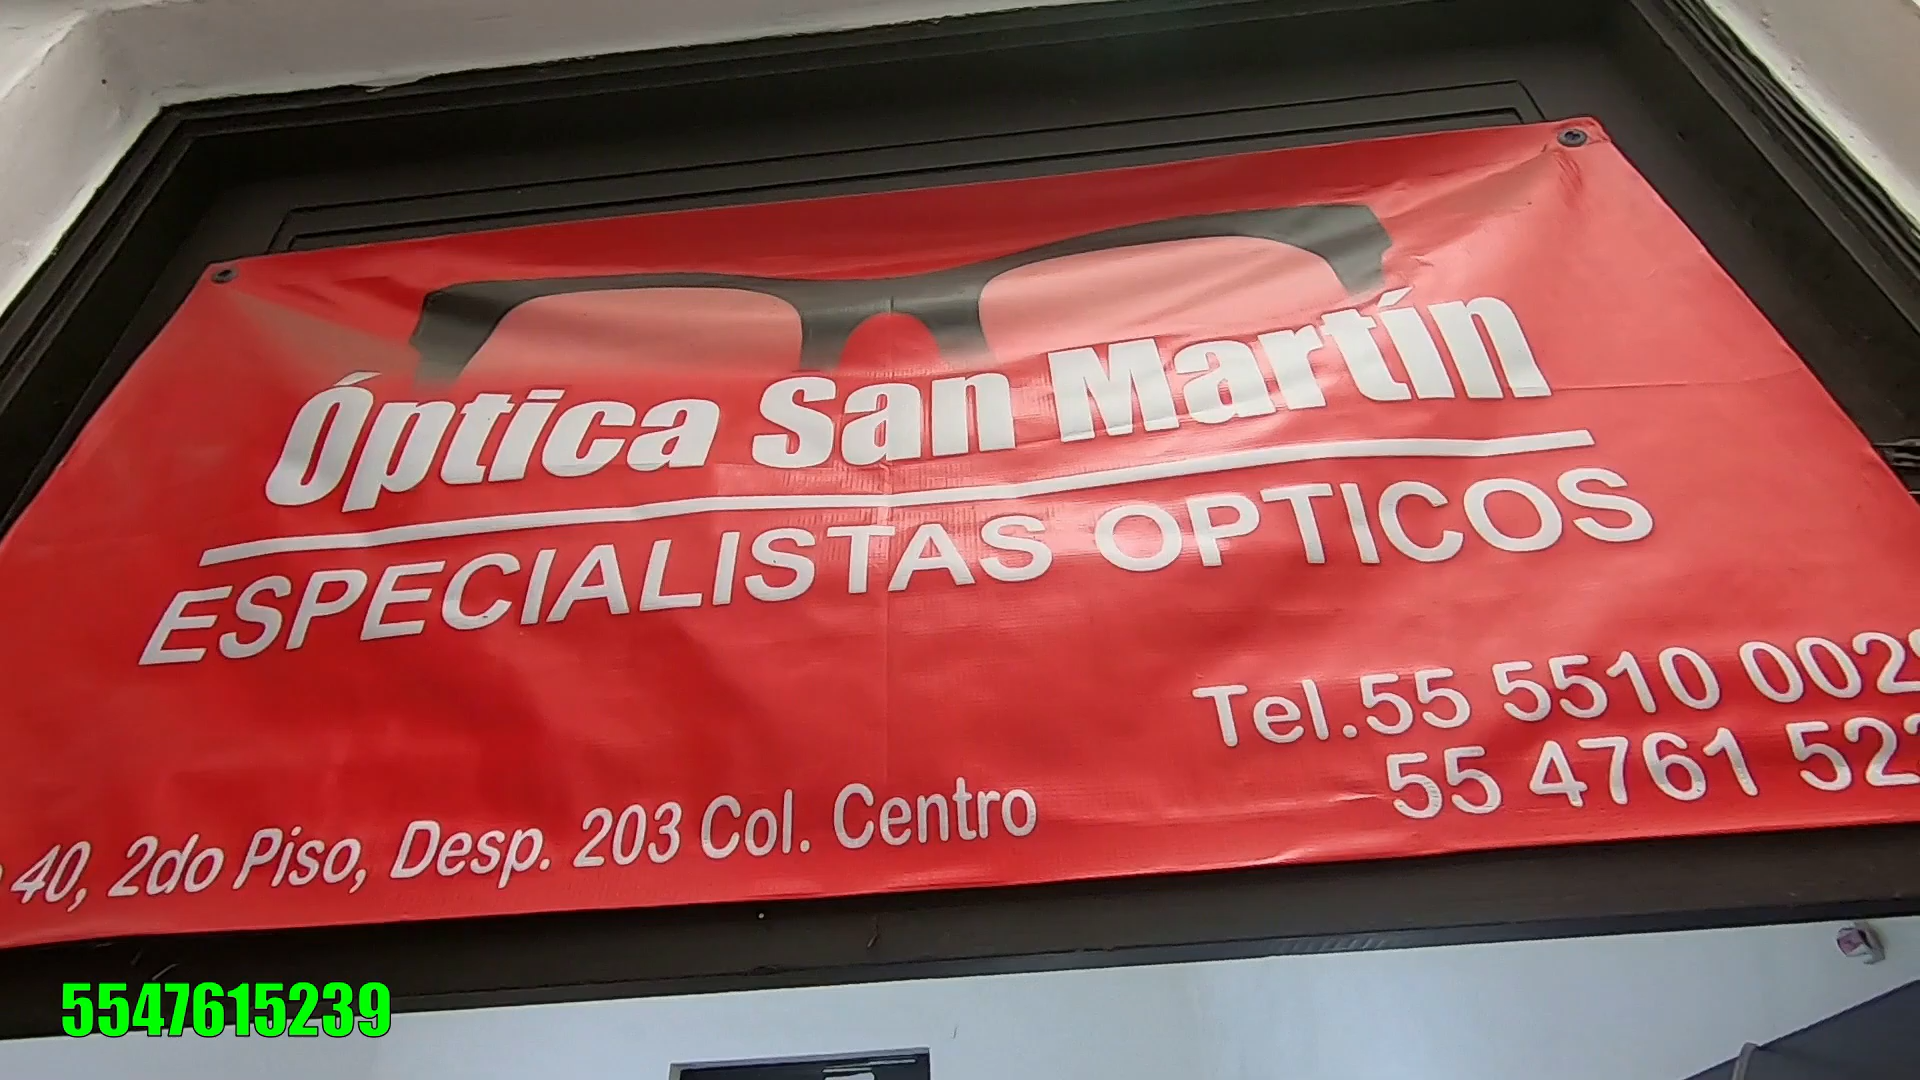 Óptica San Martín
ESPECIALISTAS OPTICOS
Tel.55 5510 002
55 4761 52
40, 2do Piso, Desp. 203 Col. Centro
5547615239